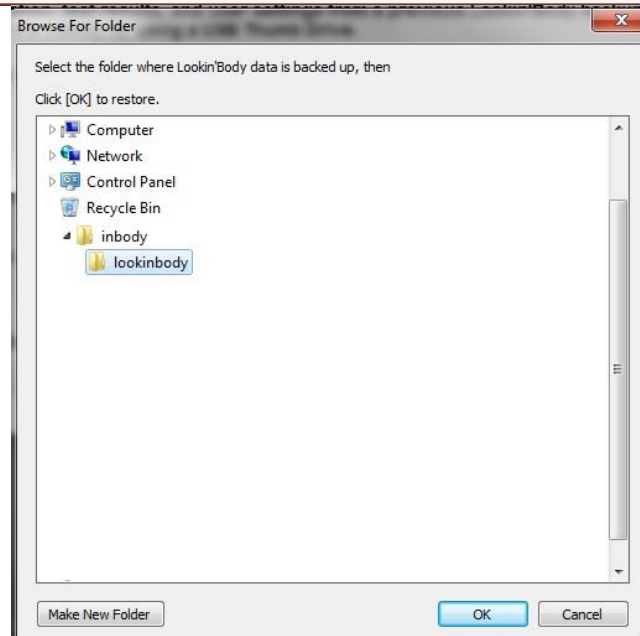 Browse For Folder
Select the folder where Lookin'Body data is backed up, then
Click [OK] to restore.
Computer
Network
Control Panel
Recycle Bin
inbody
lookinbody
Make New Folder
OK
Cancel